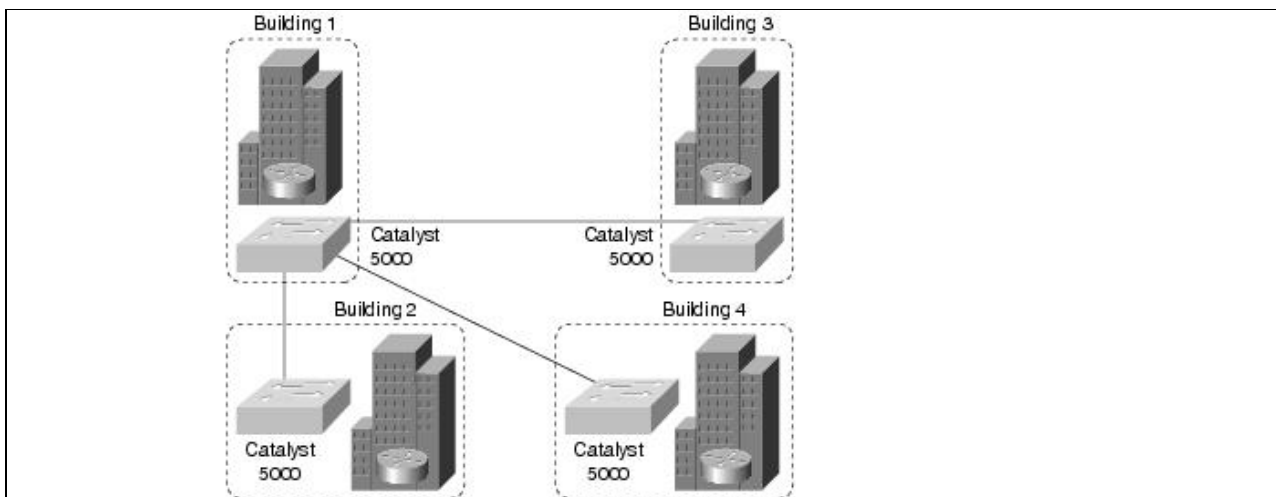 Building 1
Building 3
Catalyst
5000
Catalyst
5000
Building 2
Building 4
Catalyst
5000
Catalyst
5000